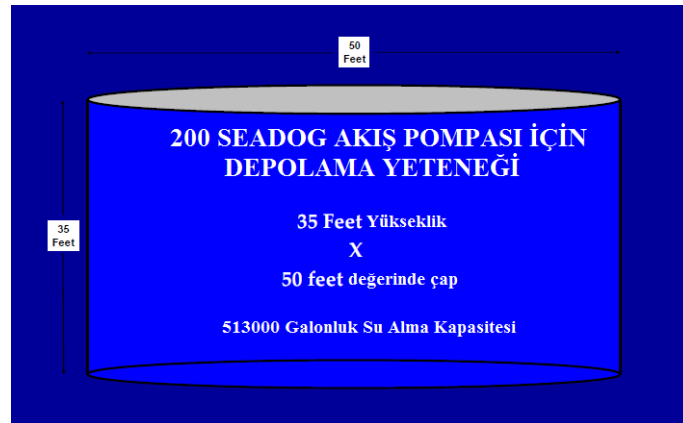 50
Feet
200 SEADOG AKIŞ POMPASI İÇİN
DEPOLAMA YETENEĞİ
35 Feet Yükseklik
35
Feet
X
50 feet değerinde çap
513000 Galonluk Su Alma Kapasitesi